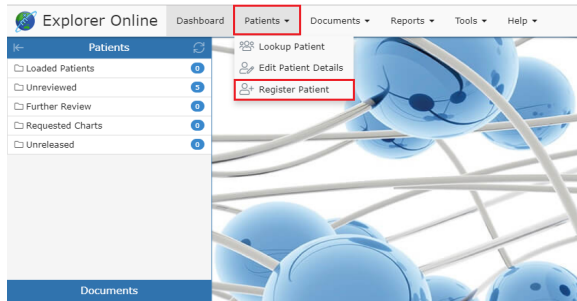 Explorer Online Dashboard Patients Documents Reports Tools Help
Patients
Lookup Patient
Edit Patient Details
Register Patient
Loaded Patients 0
Unreviewed 5
Further Review 0
Requested Charts 0
Unreleased 0
Documents